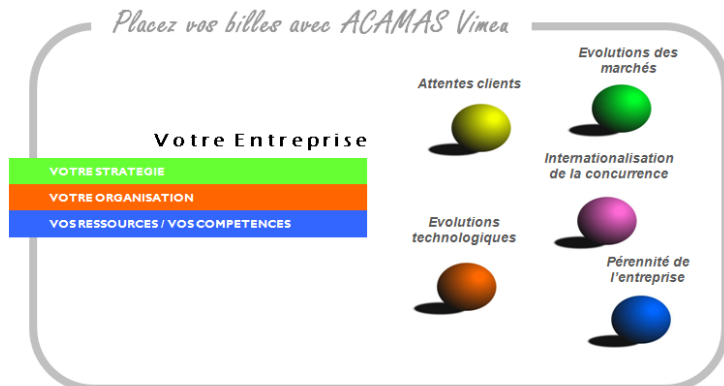 Placez vos billes avec ACAMAS Vimeu
Votre Entreprise
VOTRE STRATEGIE
VOTRE ORGANISATION
VOS RESSOURCES / VOS COMPETENCES
Attentes clients
Evolutions des
marchés
Internationalisation
de la concurrence
Evolutions
technologiques
Pérennité de
l'entreprise